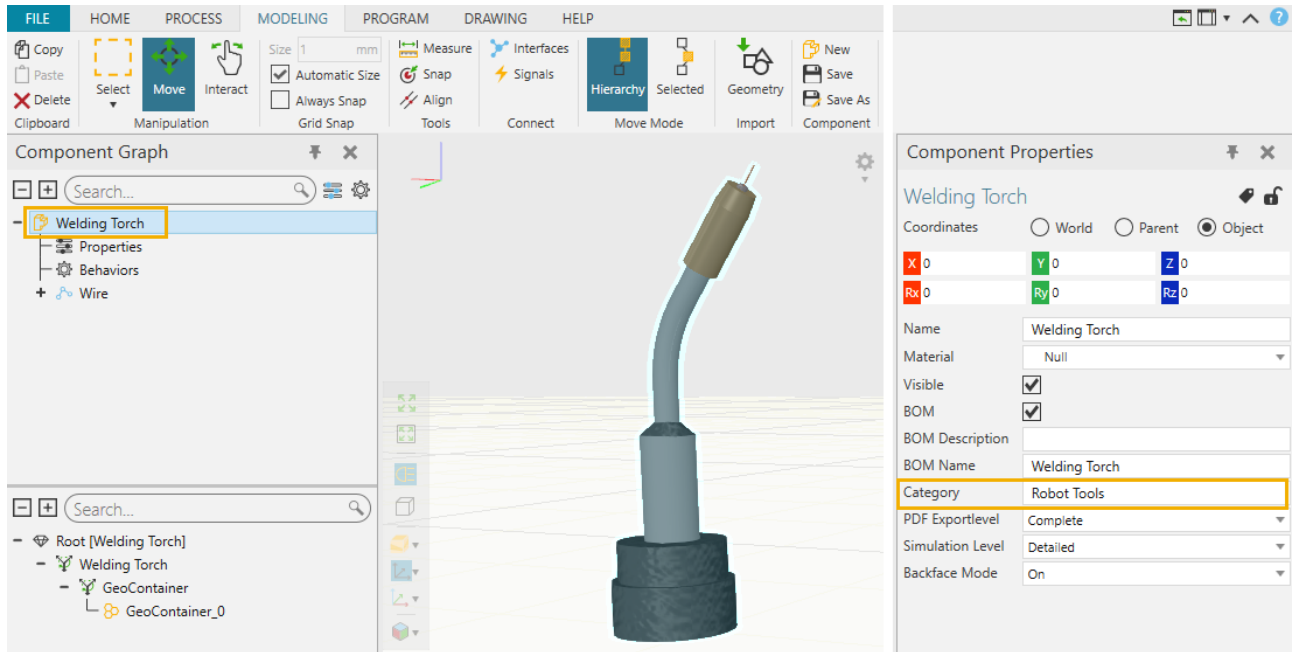 FILE HOME PROCESS MODELING PROGRAM DRAWING HELP
Copy
Paste
Delete
Clipboard
Select Move Interact
Manipulation
Size 1 mm
Automatic Size
Always Snap
Grid Snap
Measure
Snap
Align
Tools
Interfaces
Signals
Connect
Hierarchy Selected
Move Mode
Geometry
Import
New
Save
Save As
Component
Component Graph
Search...
Welding Torch
Properties
Behaviors
Wire
Search...
Root [Welding Torch]
Welding Torch
GeoContainer
GeoContainer_0
Component Properties
Welding Torch
Coordinates World Parent Object
X 0 Y 0 Z 0
Rx 0 Ry 0 Rz 0
Name Welding Torch
Material Null
Visible
BOM
BOM Description
BOM Name Welding Torch
Category Robot Tools
PDF Exportlevel Complete
Simulation Level Detailed
Backface Mode On